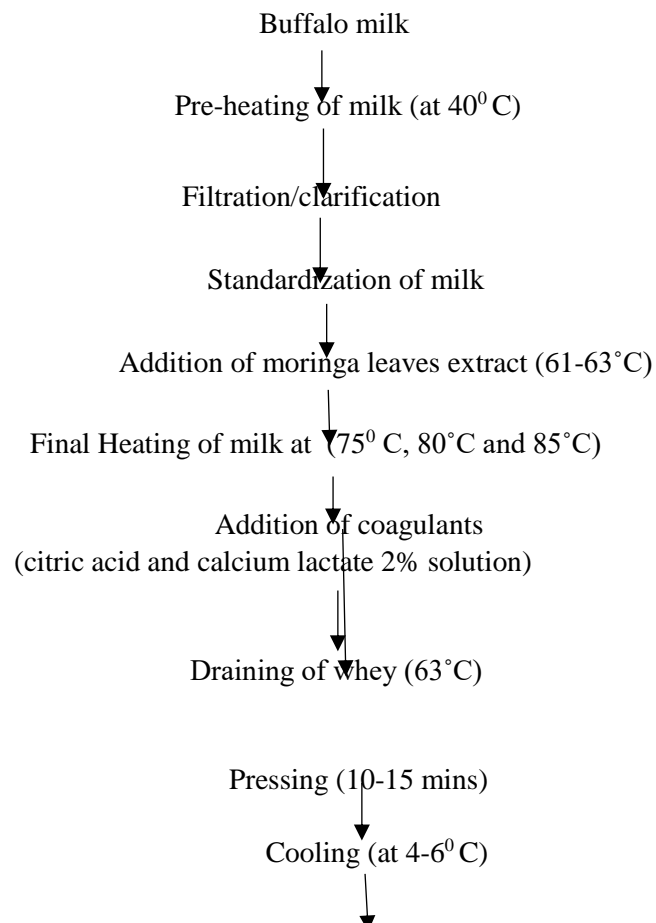 Buffalo milk
Pre-heating of milk (at 40⁰ C)
Filtration/clarification
Standardization of milk
Addition of moringa leaves extract (61-63˚C)
Final Heating of milk at (75⁰ C, 80˚C and 85˚C)
Addition of coagulants
(citric acid and calcium lactate 2% solution)
Draining of whey (63˚C)
Pressing (10-15 mins)
Cooling (at 4-6⁰ C)